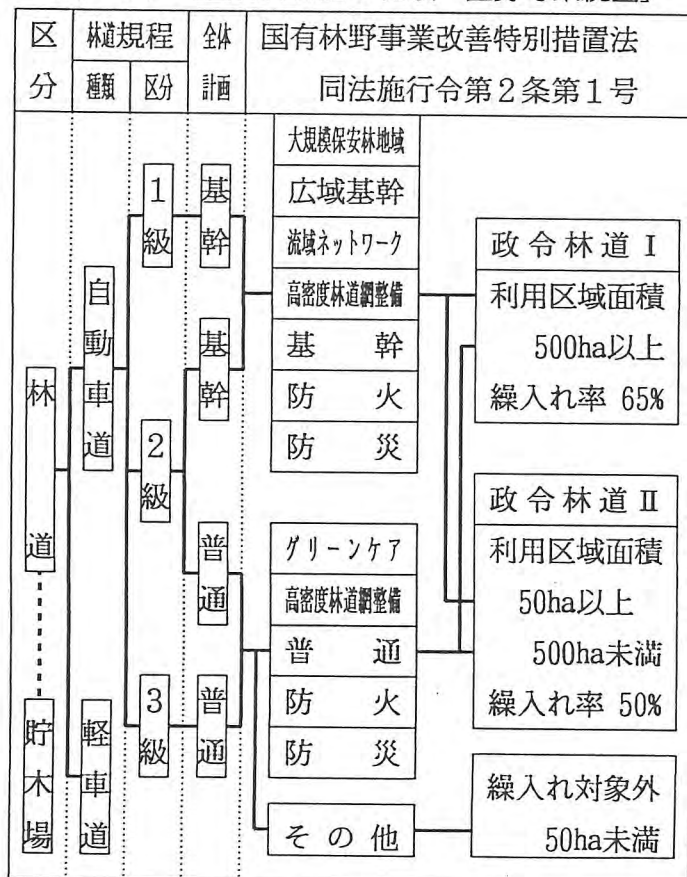 区分
林道規程
種類
区分
全体計画
国有林野事業改善特別措置法
同法施行令第2条第1号
林道
貯木場
自動車道
軽車道
1級
2級
3級
基幹
基幹
普通
普通
大規模保安林地域
広域基幹
流域ネットワーク
高密度林道網整備
基幹
防火
防災
グリーンケア
高密度林道網整備
普通
防火
防災
その他
政令林道Ⅰ
利用区域面積
500ha以上
繰入れ率 65%
政令林道Ⅱ
利用区域面積
50ha以上
500ha未満
繰入れ率 50%
繰入れ対象外
50ha未満